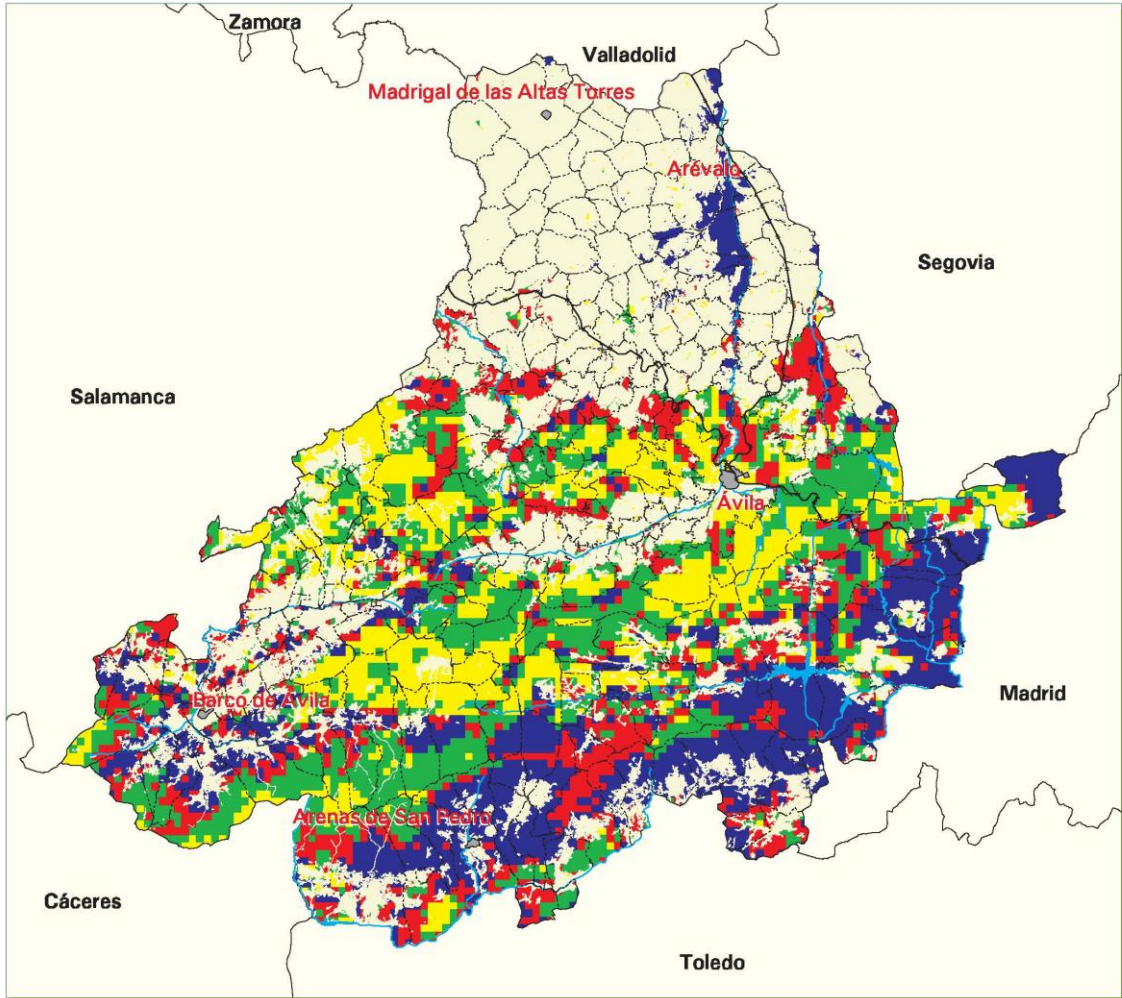 Zamora
Valladolid
Madrigal de las Altas Torres
Arévalo
Segovia
Salamanca
Ávila
Madrid
Barco de Ávila
Arenas de San Pedro
Cáceres
Toledo